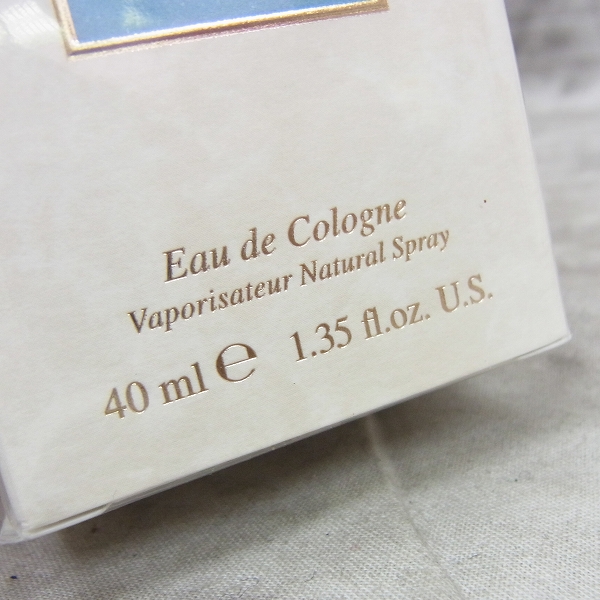 Eau de Cologne
Vaporisateur Natural Spray
40 ml ℮ 1.35 fl.oz. U.S.